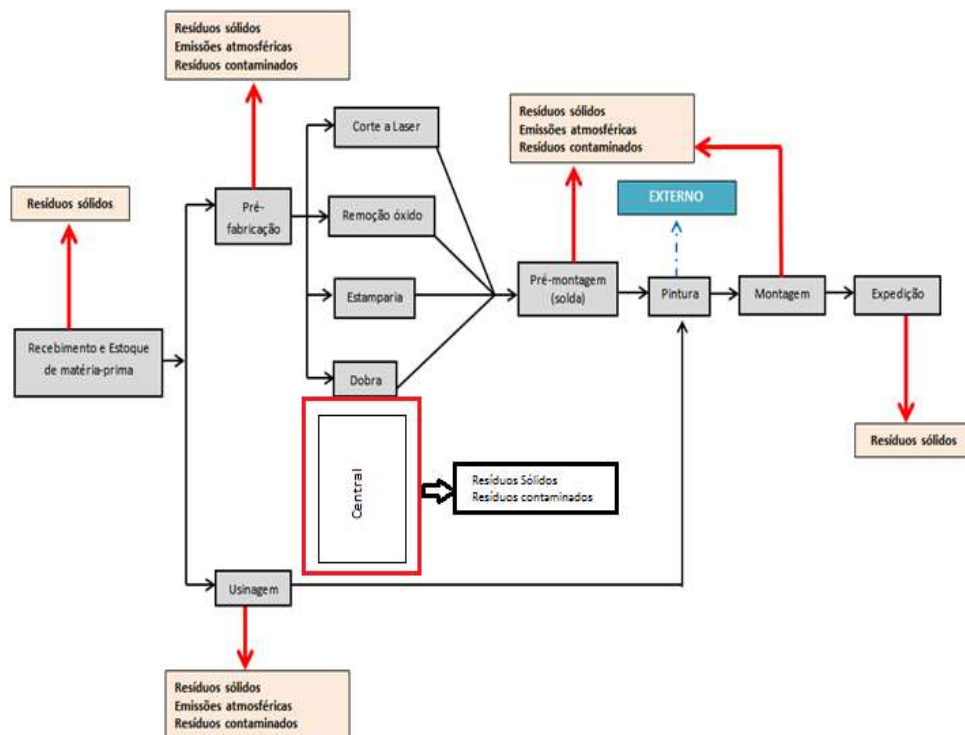 Resíduos sólidos
Emissões atmosféricas
Resíduos contaminados
Corte a Laser
Resíduos sólidos
Emissões atmosféricas
Resíduos contaminados
Resíduos sólidos
Pré-
fabricação
Remoção óxido
EXTERNO
Estamparia
Pré-montagem
(solda)
Pintura
Montagem
Expedição
Recebimento e Estoque
de matéria-prima
Dobra
Resíduos sólidos
Central
Resíduos Sólidos
Resíduos contaminados
Usinagem
Resíduos sólidos
Emissões atmosféricas
Resíduos contaminados